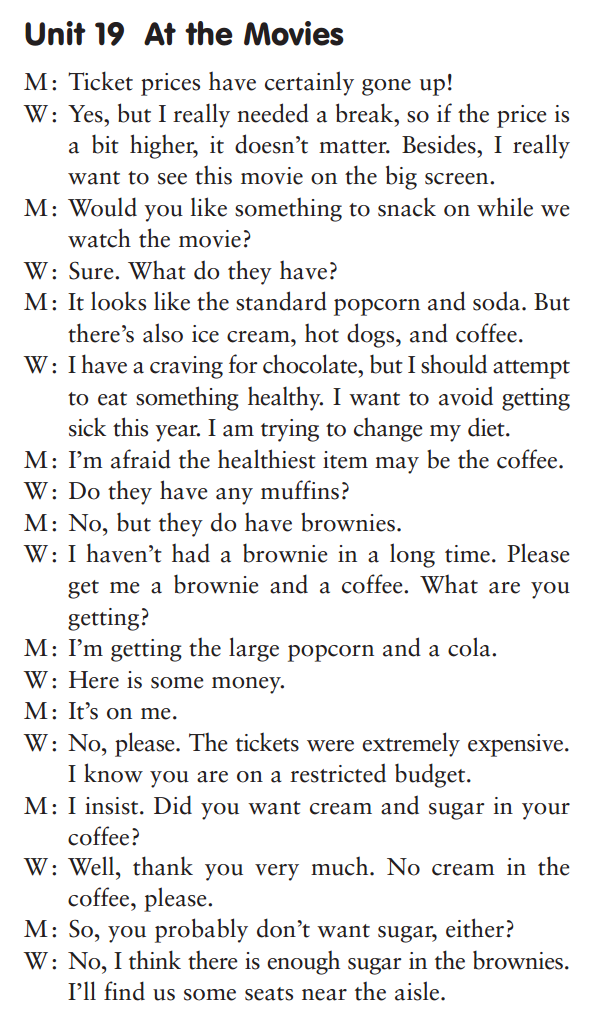 Unit 19 At the Movies
M: Ticket prices have certainly gone up!
W: Yes, but I really needed a break, so if the price is
a bit higher, it doesn't matter. Besides, I really
want to see this movie on the big screen.
M: Would you like something to snack on while we
watch the movie?
W: Sure. What do they have?
M: It looks like the standard popcorn and soda. But
there's also ice cream, hot dogs, and coffee.
W: I have a craving for chocolate, but I should attempt
to eat something healthy. I want to avoid getting
sick this year. I am trying to change my diet.
M: I'm afraid the healthiest item may be the coffee.
W: Do they have any muffins?
M: No, but they do have brownies.
W: I haven't had a brownie in a long time. Please
get me a brownie and a coffee. What are you
getting?
M: I'm getting the large popcorn and a cola.
W: Here is some money.
M: It's on me.
W: No, please. The tickets were extremely expensive.
I know you are on a restricted budget.
M: I insist. Did you want cream and sugar in your
coffee?
W: Well, thank you very much. No cream in the
coffee, please.
M: So, you probably don't want sugar, either?
W: No, I think there is enough sugar in the brownies.
I'll find us some seats near the aisle.